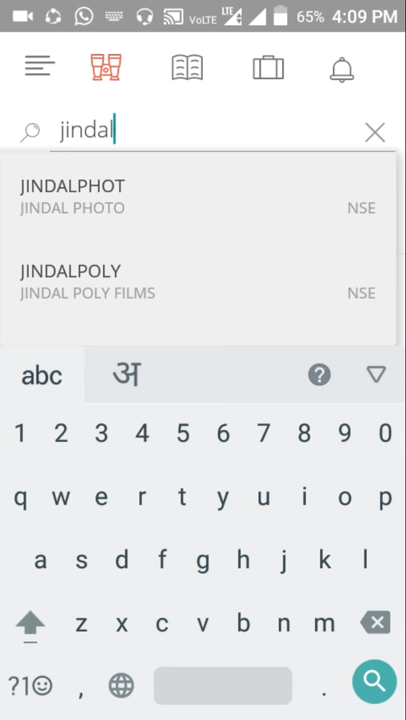 VoLTE LTE 65% 4:09 PM
jindal
JINDALPHOT
JINDAL PHOTO NSE
JINDALPOLY
JINDAL POLY FILMS NSE
abc अ ?
1 2 3 4 5 6 7 8 9 0
q w e r t y u i o p
a s d f g h j k l
z x c v b n m
?1☺ , .